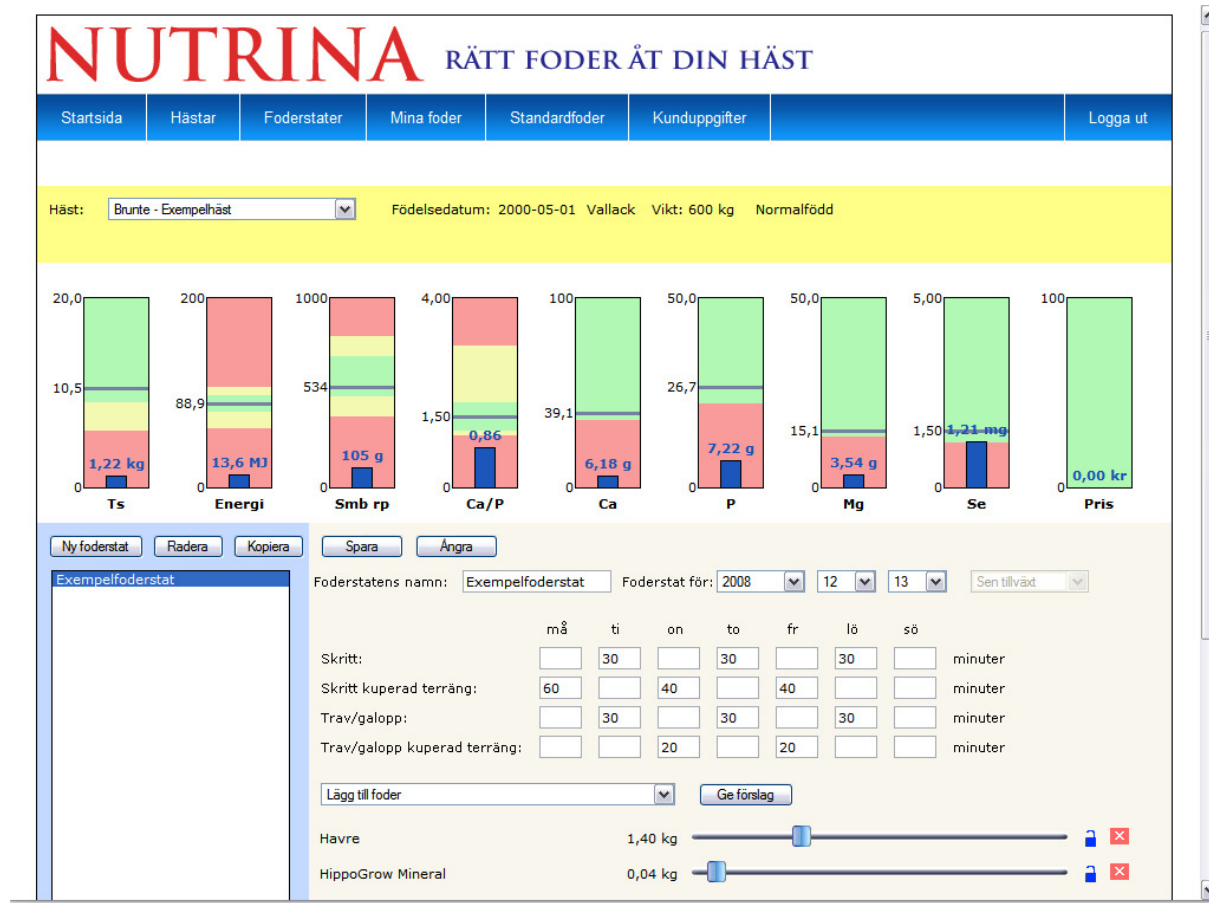 NUTRINA RÄTT FODER ÅT DIN HÄST
Startsida Hästar Foderstater Mina foder Standardfoder Kunduppgifter Logga ut
Häst: Brunte - Exempelhäst Födelsedatum: 2000-05-01 Vallack Vikt: 600 kg Normalfödd
20,0 200 1000 4,00 100 50,0 50,0 5,00 100
10,5 88,9 534 1,50 39,1 26,7 15,1 1,50
1,22 kg 13,6 MJ 105 g 0,86 6,18 g 7,22 g 3,54 g 1,21 mg 0,00 kr
0 0 0 0 0 0 0 0 0
Ts Energi Smb rp Ca/P Ca P Mg Se Pris
Ny foderstat Radera Kopiera Spara Ångra
Exempelfoderstat Foderstatens namn: Exempelfoderstat Foderstat för: 2008 12 13 Sen tillväxt
må ti on to fr lö sö
Skritt: 30 30 30 minuter
Skritt kuperad terräng: 60 40 40 minuter
Trav/galopp: 30 30 30 minuter
Trav/galopp kuperad terräng: 20 20 minuter
Lägg till foder Ge förslag
Havre 1,40 kg
HippoGrow Mineral 0,04 kg